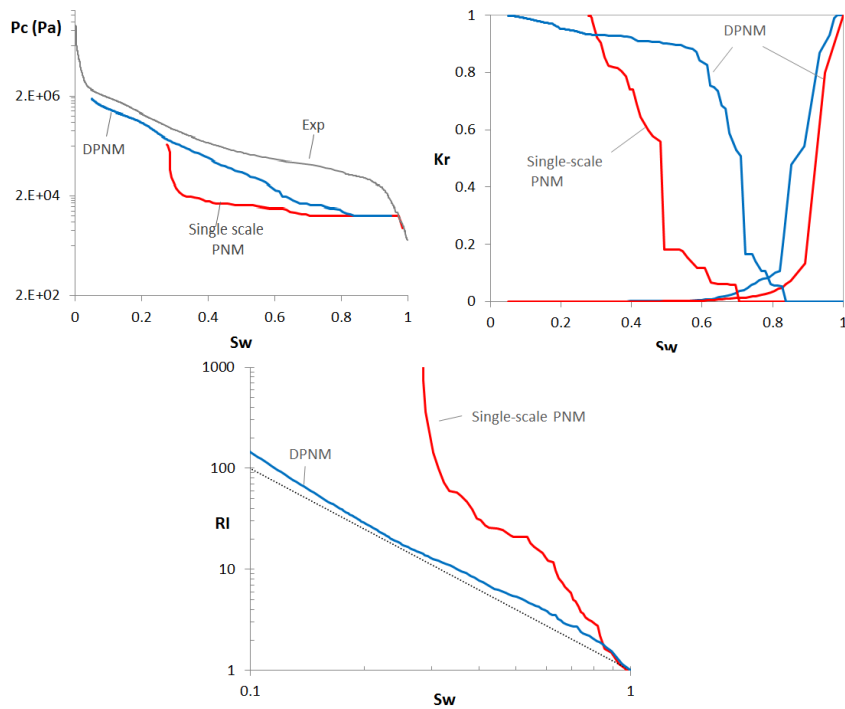 Pc (Pa)
2.E+06
2.E+04
2.E+02
DPNM
Exp
Single scale
PNM
0
0.2
0.4
0.6
0.8
1
Sw
1
0.8
0.6
Kr
0.4
0.2
0
DPNM
Single-scale
PNM
0
0.2
0.4
0.6
0.8
1
Sw
1000
100
RI
10
1
DPNM
Single-scale PNM
0.1
1
Sw